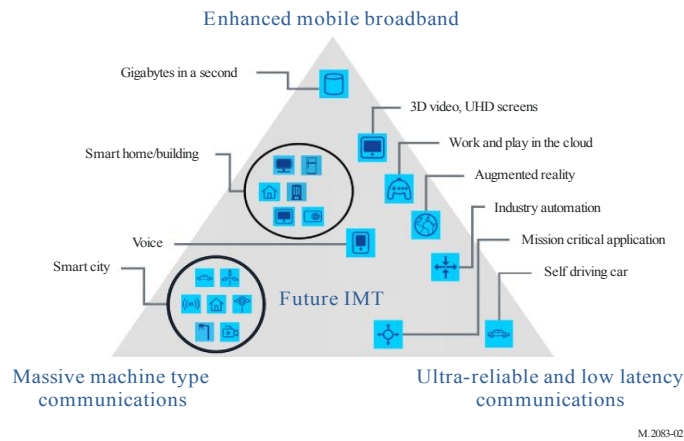 Enhanced mobile broadband
Gigabytes in a second
3D video, UHD screens
Work and play in the cloud
Smart home/building
Augmented reality
Industry automation
Voice
Mission critical application
Smart city
Self driving car
Future IMT
Massive machine type
communications
Ultra-reliable and low latency
communications
M.2083-02